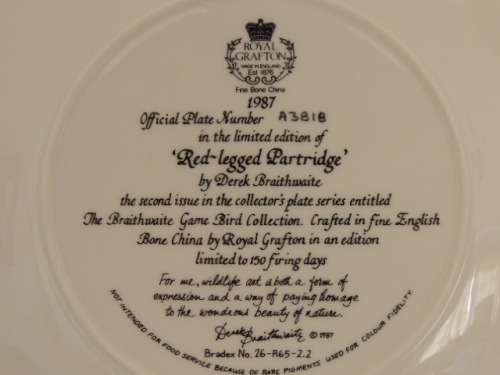 ROYAL
GRAFTON
MADE IN ENGLAND
Est 1876
Fine Bone China
1987
Official Plate Number A3818
in the limited edition of
'Red-legged Partridge'
by Derek Braithwaite
the second issue in the collector's plate series entitled
The Braithwaite Game Bird Collection. Crafted in fine English
Bone China by Royal Grafton in an edition
limited to 150 firing days
For me, wildlife art is both a form of
expression and a way of paying homage
to the wondrous beauty of nature.
Derek Braithwaite © 1987
Bradex No. 26-R65-2.2
NOT INTENDED FOR FOOD SERVICE BECAUSE OF RARE PIGMENTS USED FOR COLOUR FIDELITY.